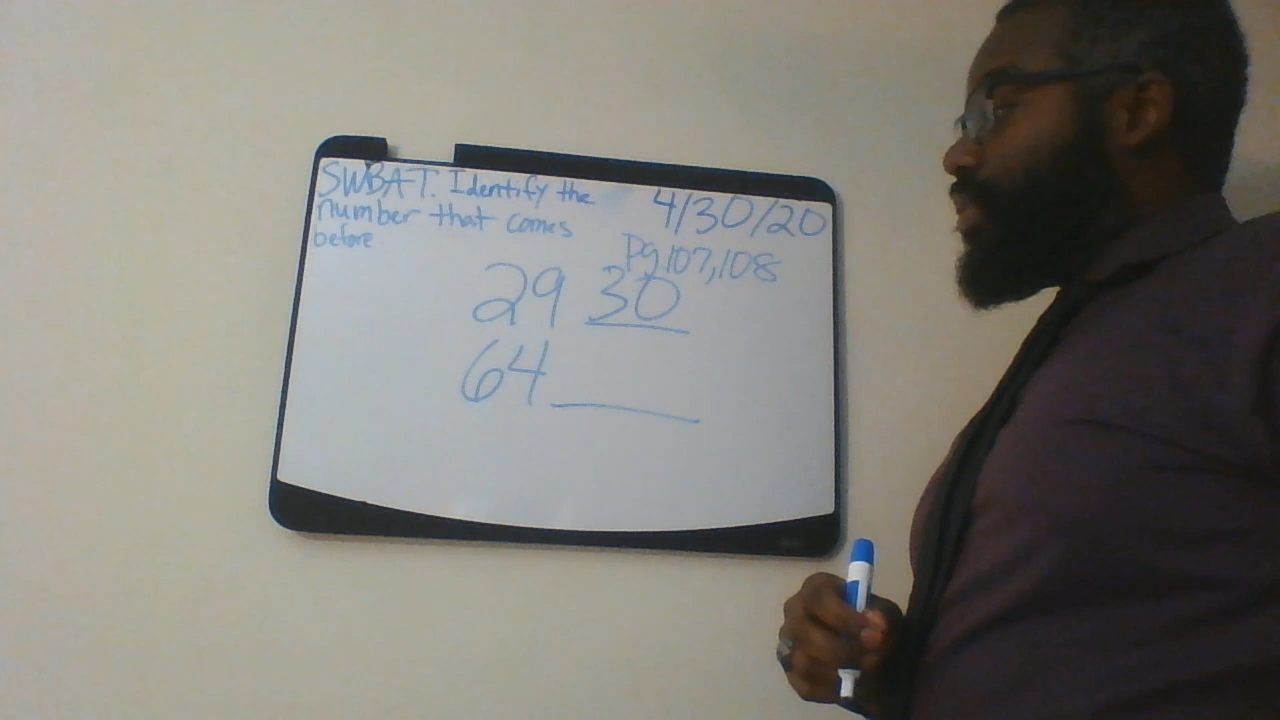 SWBAT. Identify the
number that comes
before
4/30/20
Pg 107,108
29 30
64